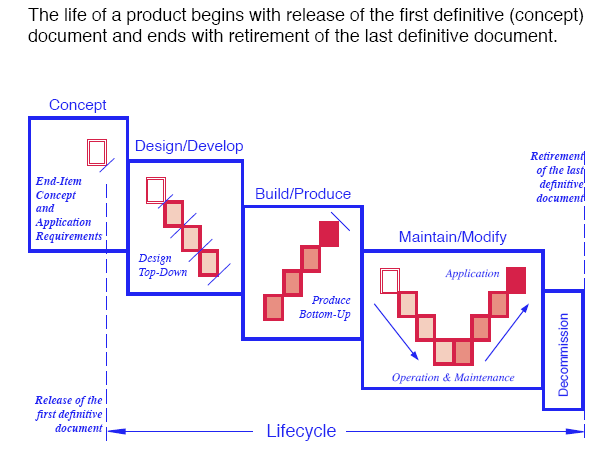 The life of a product begins with release of the first definitive (concept)
document and ends with retirement of the last definitive document.
Concept
End-Item
Concept
and
Application
Requirements
Design/Develop
Design
Top-Down
Build/Produce
Produce
Bottom-Up
Maintain/Modify
Application
Operation & Maintenance
Retirement
of the last
definitive
document
Decommission
Release of the
first definitive
document
Lifecycle